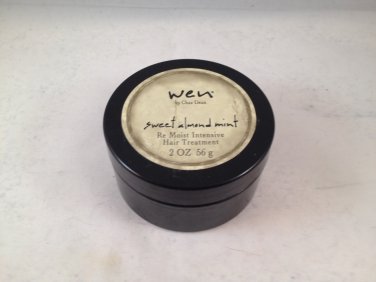 wen
by Chaz Dean
sweet almond mint
Re Moist Intensive
Hair Treatment
2 OZ 56 g